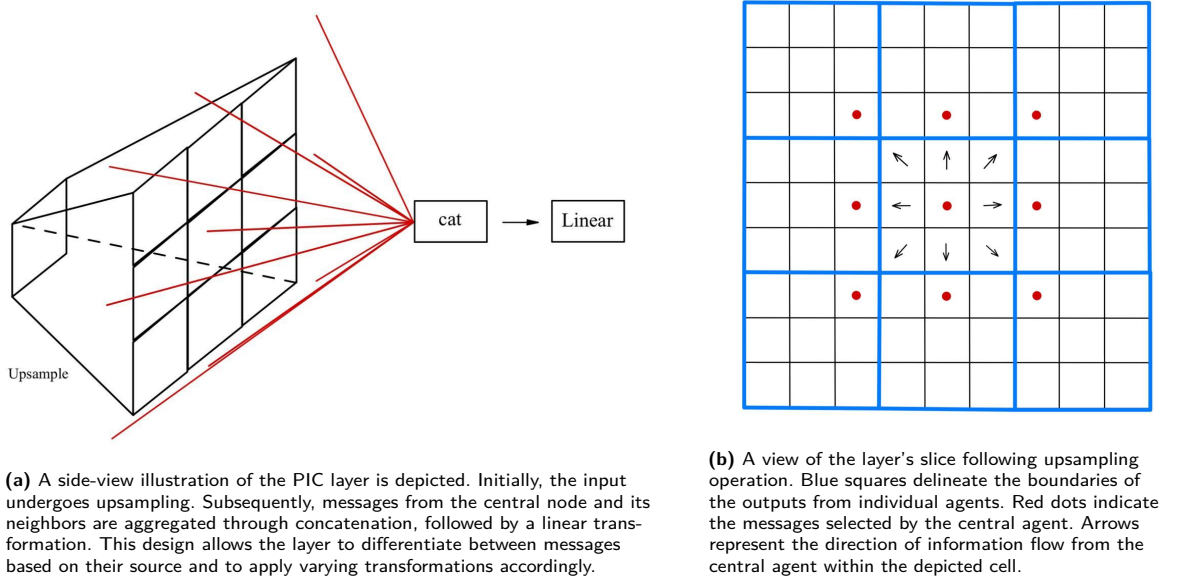 cat
Linear
Upsample
(a) A side-view illustration of the PIC layer is depicted. Initially, the input
undergoes upsampling. Subsequently, messages from the central node and its
neighbors are aggregated through concatenation, followed by a linear trans-
formation. This design allows the layer to differentiate between messages
based on their source and to apply varying transformations accordingly.
(b) A view of the layer's slice following upsampling
operation. Blue squares delineate the boundaries of
the outputs from individual agents. Red dots indicate
the messages selected by the central agent. Arrows
represent the direction of information flow from the
central agent within the depicted cell.